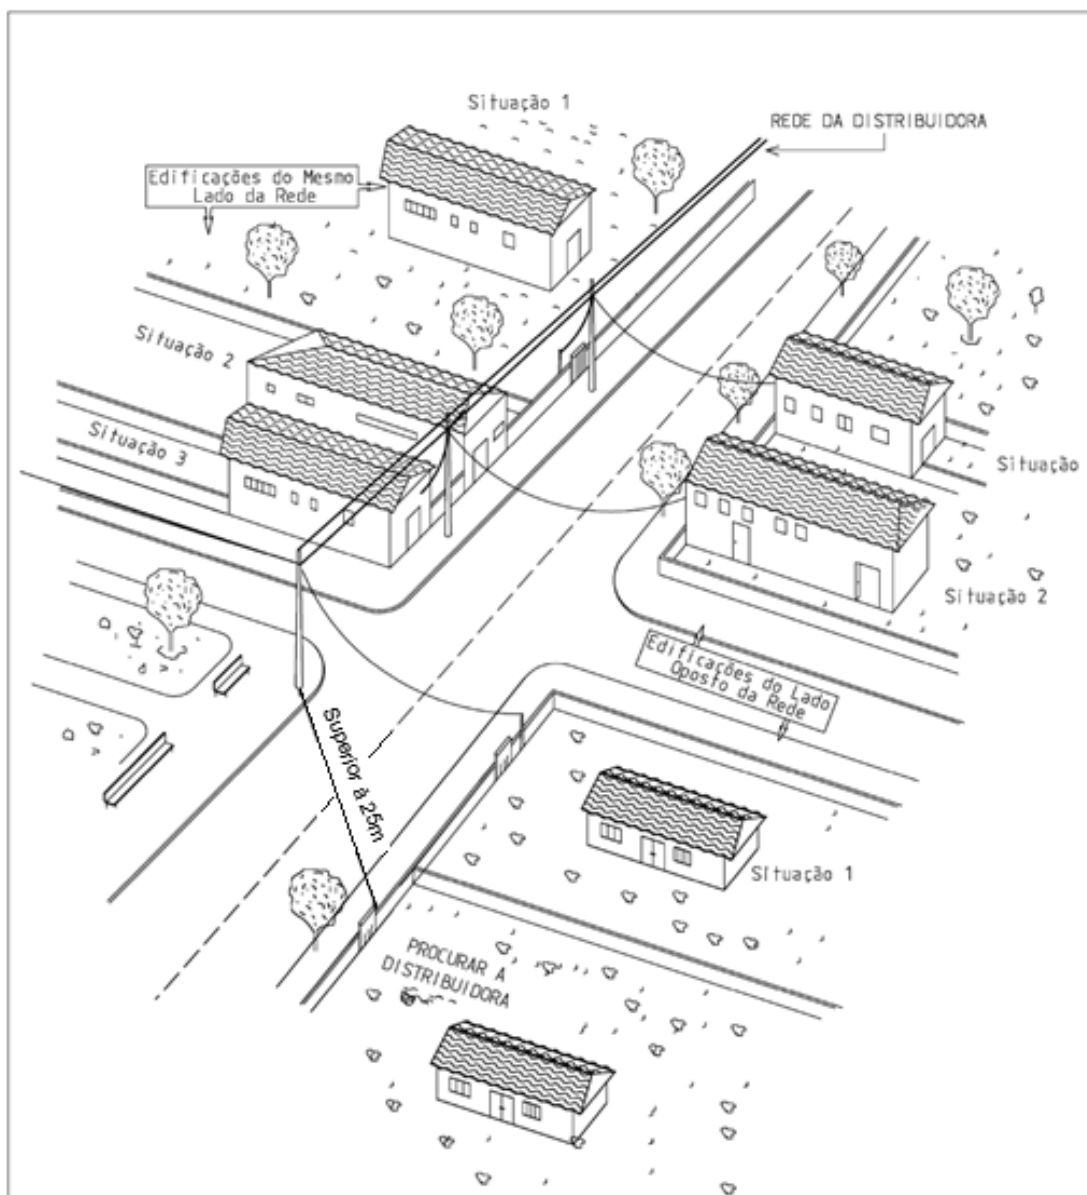 Situação 1
REDE DA DISTRIBUIDORA
Edificações do Mesmo
Lado da Rede
Situação 2
Situação 3
Situação
Situação 2
Edificações do Lado
Oposto da Rede
Superior à 25m
Situação 1
PROCURAR A
DISTRIBUIDORA